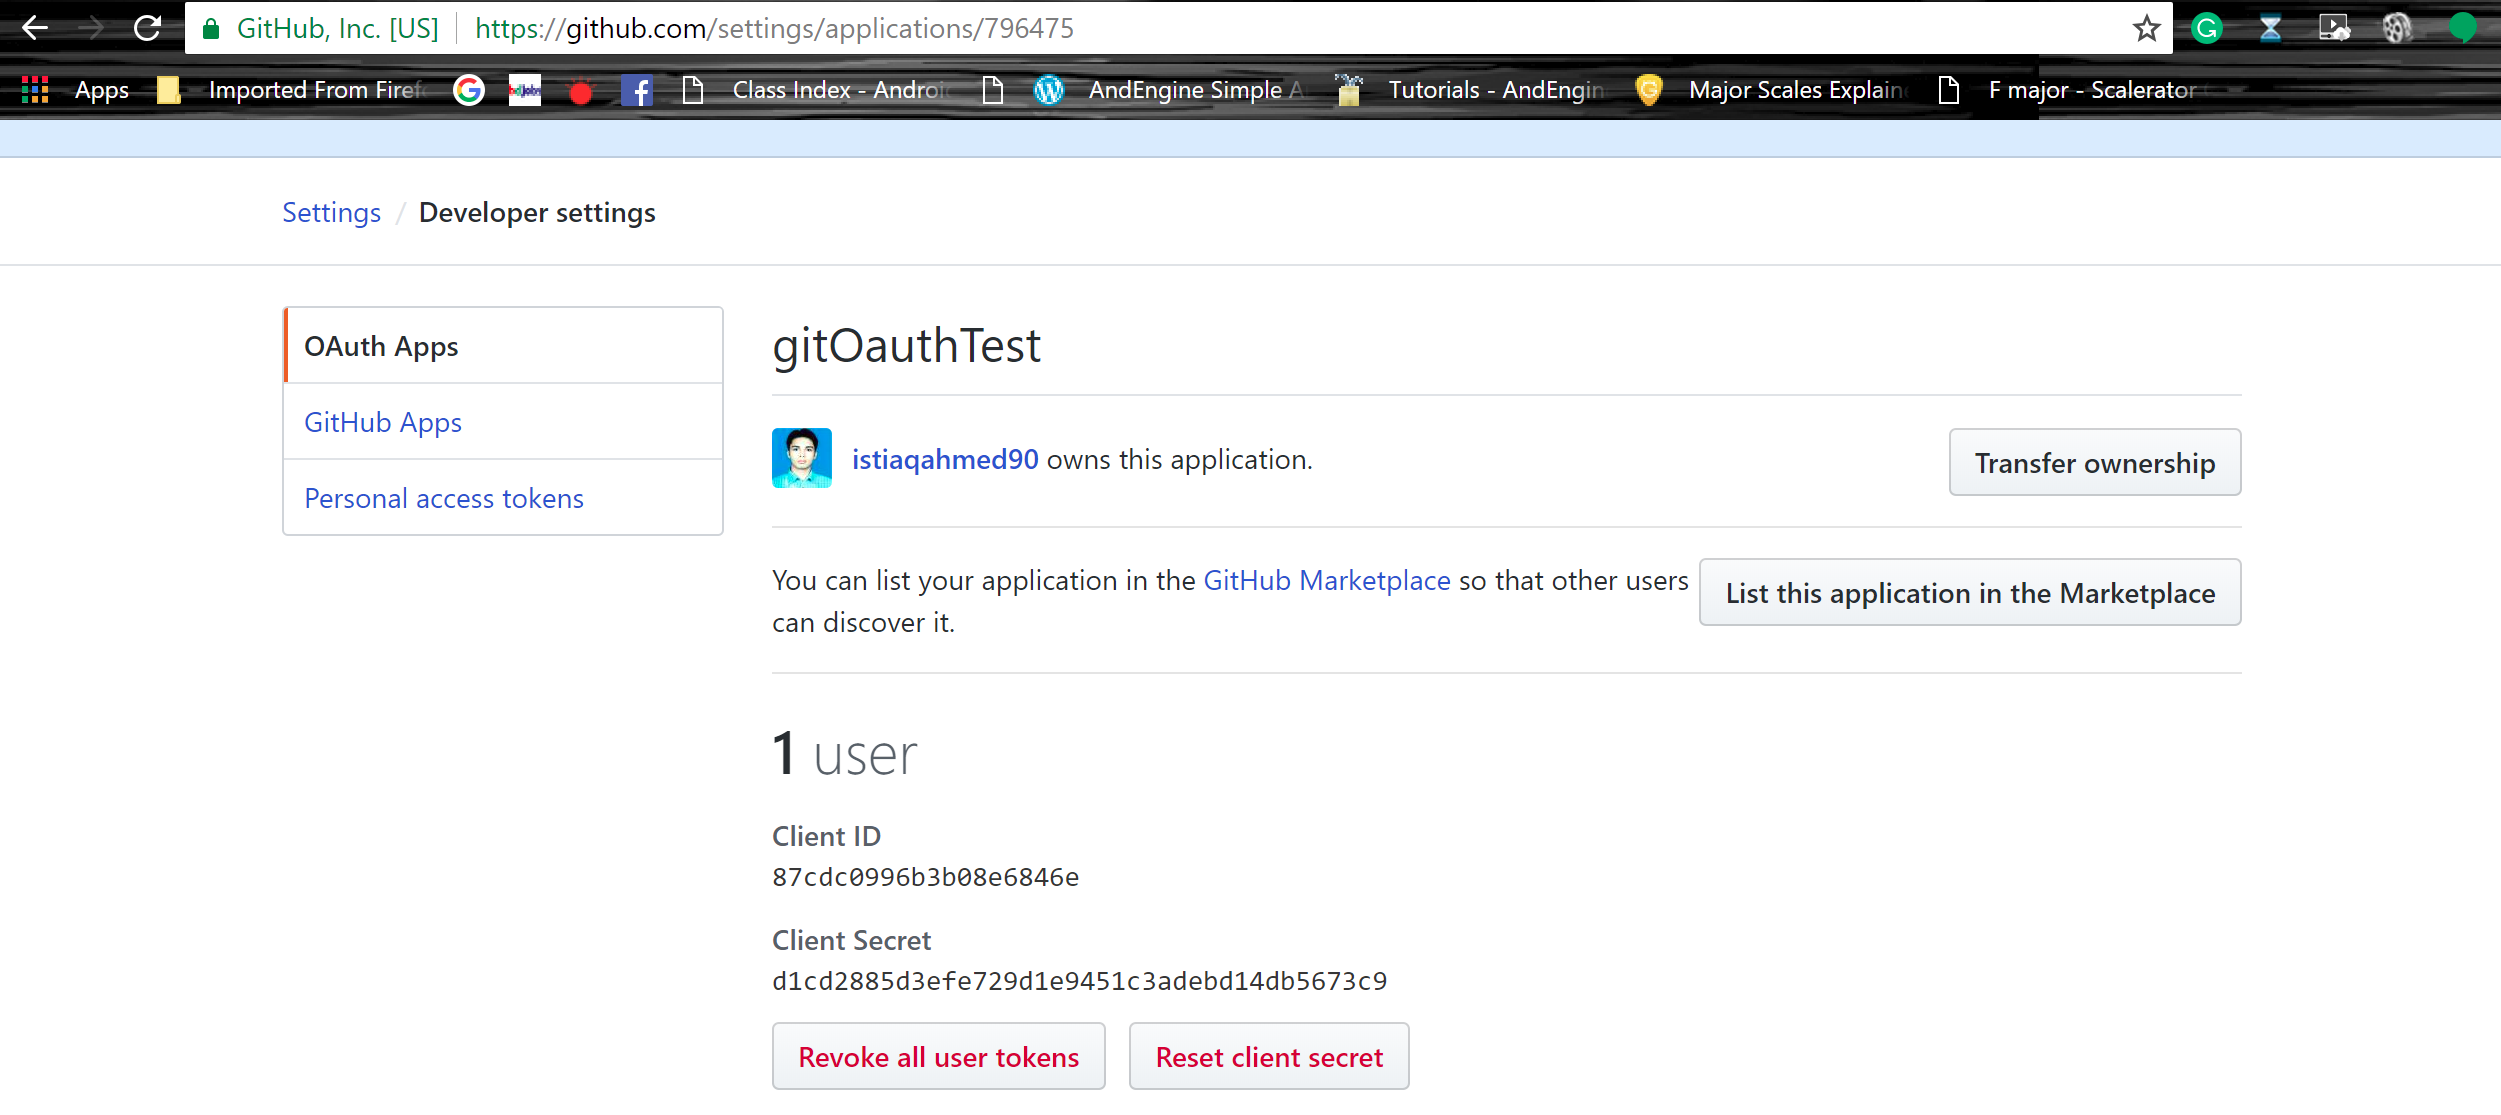 GitHub, Inc. [US] https://github.com/settings/applications/796475
Apps Imported From Firef bdjobs Class Index - Androi AndEngine Simple A Tutorials - AndEngin Major Scales Explain F major - Scalerator
Settings / Developer settings
OAuth Apps
GitHub Apps
Personal access tokens
gitOauthTest
istiaqahmed90 owns this application.
Transfer ownership
You can list your application in the GitHub Marketplace so that other users
can discover it.
List this application in the Marketplace
1 user
Client ID
87cdc0996b3b08e6846e
Client Secret
d1cd2885d3efe729d1e9451c3adebd14db5673c9
Revoke all user tokens
Reset client secret